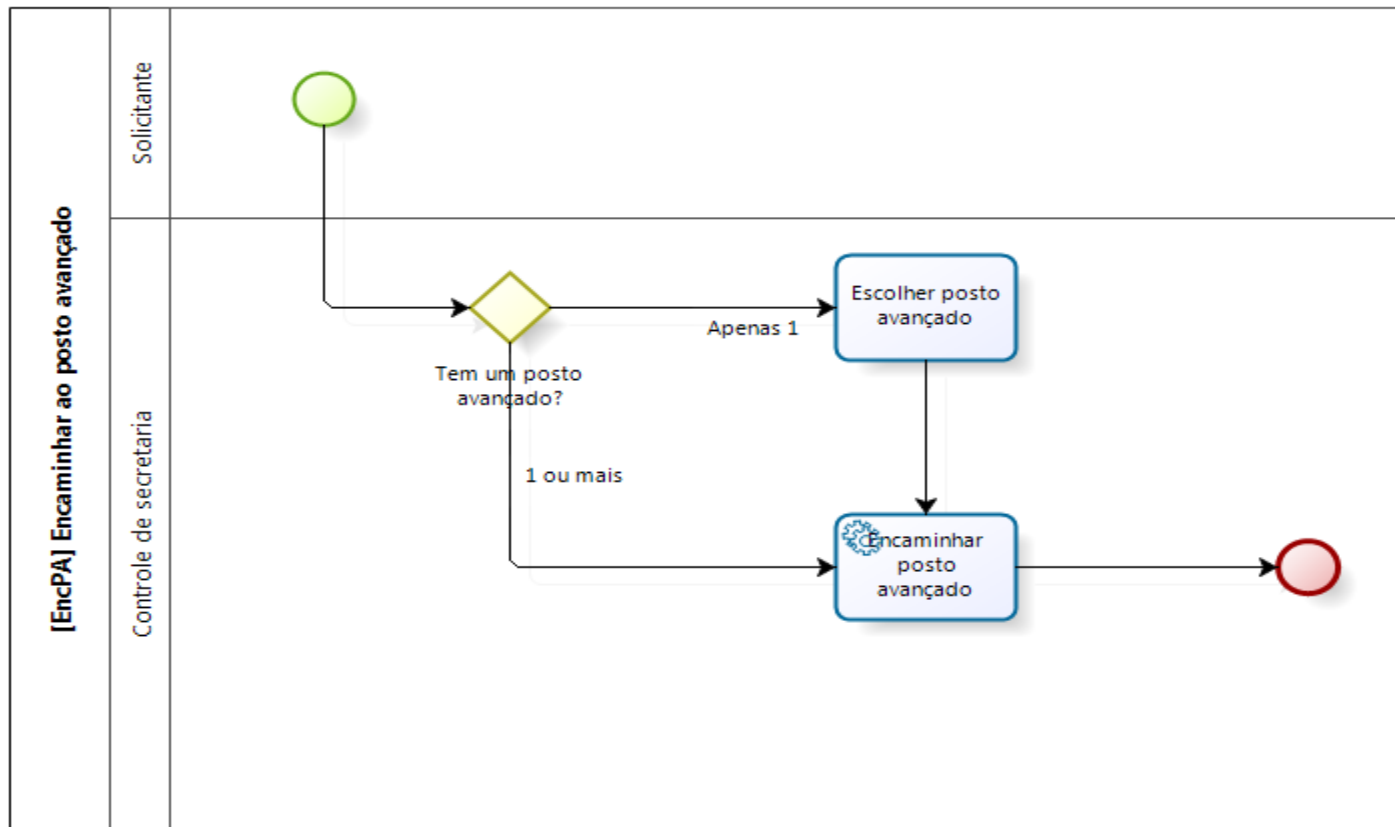 [EncPA] Encaminhar ao posto avançado
Solicitante
Controle de secretaria
Tem um posto
avançado?
Apenas 1
Escolher posto
avançado
1 ou mais
Encaminhar
posto
avançado